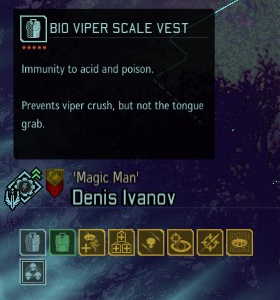 BIO VIPER SCALE VEST
Immunity to acid and poison.
Prevents viper crush, but not the tongue
grab.
'Magic Man'
Denis Ivanov